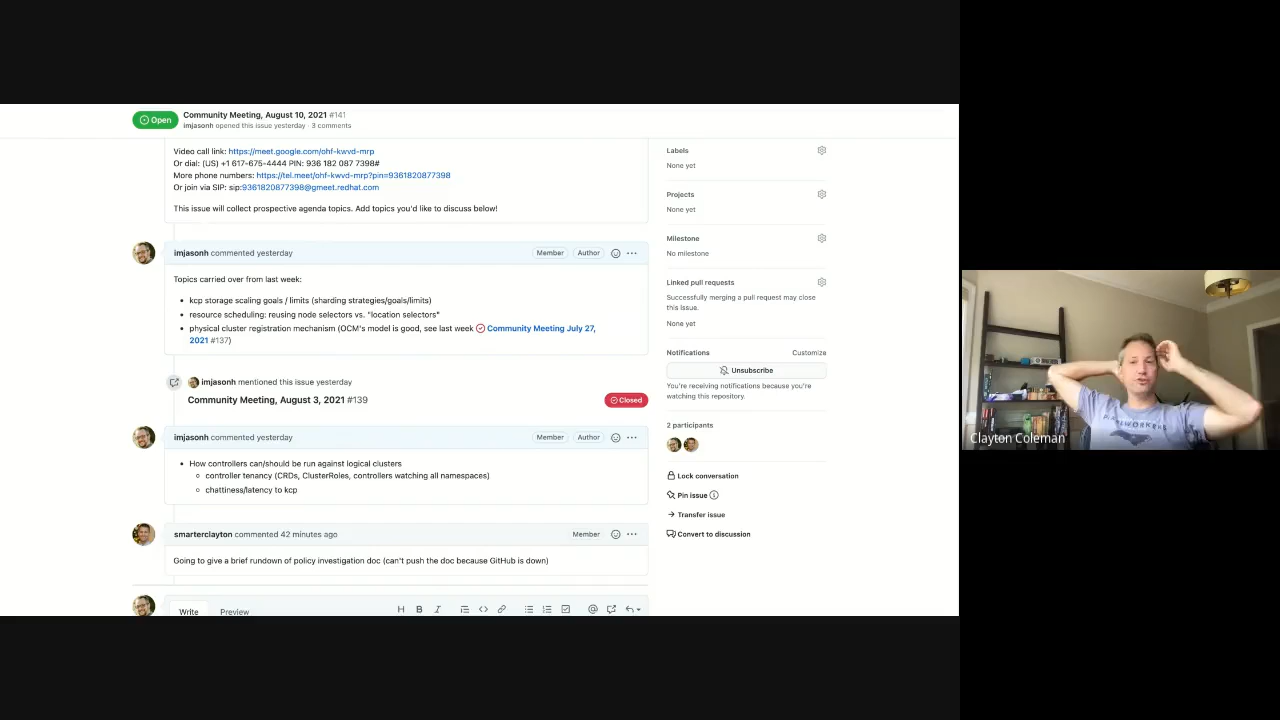 Open
Community Meeting, August 10, 2021 #141
imjasonh opened this issue yesterday · 3 comments
Video call link: https://meet.google.com/ohf-kwvd-mrp
Or dial: (US) +1 617-675-4444 PIN: 936 182 087 7398#
More phone numbers: https://tel.meet/ohf-kwvd-mrp?pin=9361820877398
Or join via SIP: sip:9361820877398@gmeet.redhat.com
This issue will collect prospective agenda topics. Add topics you'd like to discuss below!
imjasonh commented yesterday
Member
Author
Topics carried over from last week:
• kcp storage scaling goals / limits (sharding strategies/goals/limits)
• resource scheduling: reusing node selectors vs. "location selectors"
• physical cluster registration mechanism (OCM's model is good, see last week Community Meeting July 27,
2021 #137)
imjasonh mentioned this issue yesterday
Community Meeting, August 3, 2021 #139
Closed
imjasonh commented yesterday
Member
Author
• How controllers can/should be run against logical clusters
controller tenancy (CRDs, ClusterRoles, controllers watching all namespaces)
chattiness/latency to kcp
smarterclayton commented 42 minutes ago
Member
Going to give a brief rundown of policy investigation doc (can't push the doc because GitHub is down)
Write
Preview
Labels
None yet
Projects
None yet
Milestone
No milestone
Linked pull requests
Successfully merging a pull request may close
this issue.
None yet
Notifications
Customize
Unsubscribe
You're receiving notifications because you're
watching this repository.
2 participants
Lock conversation
Pin issue
Transfer issue
Convert to discussion
Clayton Coleman